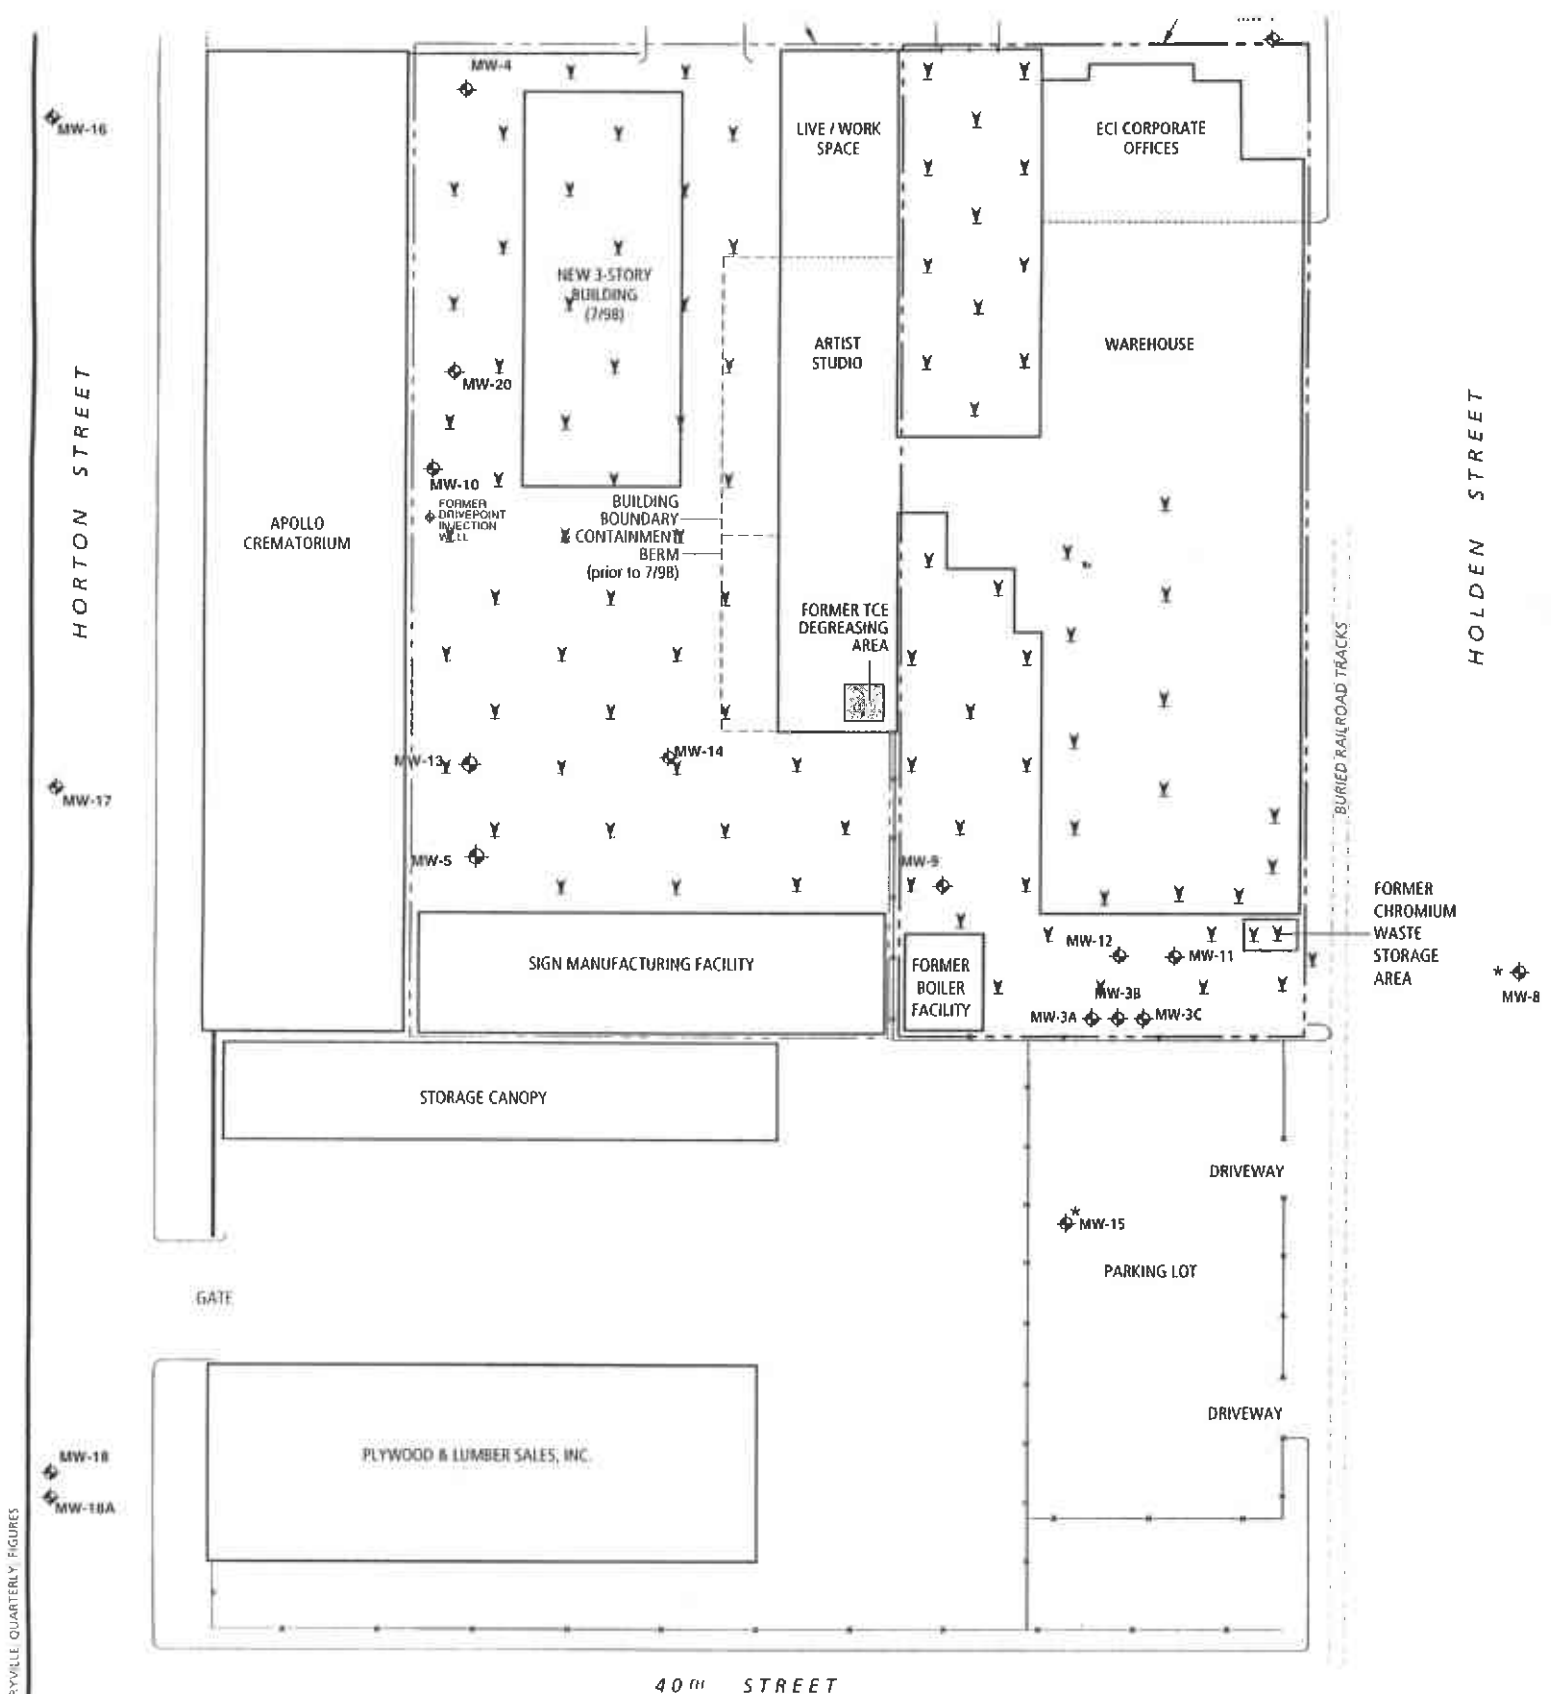 MW-4
MW-16
LIVE / WORK
SPACE
ECI CORPORATE
OFFICES
NEW 3-STORY
BUILDING
(7/98)
ARTIST
STUDIO
WAREHOUSE
MW-20
HORTON STREET
HOLDEN STREET
MW-10
FORMER
DRIVEPOINT
INJECTION
WELL
BUILDING
BOUNDARY
CONTAINMENT
BERM
(prior to 7/98)
APOLLO
CREMATORIUM
FORMER TCE
DEGREASING
AREA
BURIED RAILROAD TRACKS
MW-13
MW-14
MW-17
MW-5
MW-9
FORMER
CHROMIUM
WASTE
STORAGE
AREA
MW-12
MW-11
SIGN MANUFACTURING FACILITY
FORMER
BOILER
FACILITY
MW-3B
MW-3A
MW-3C
*
MW-8
STORAGE CANOPY
DRIVEWAY
*
MW-15
PARKING LOT
GATE
DRIVEWAY
PLYWOOD & LUMBER SALES, INC.
MW-18
MW-18A
RYVILLE QUARTERLY FIGURES
40TH STREET